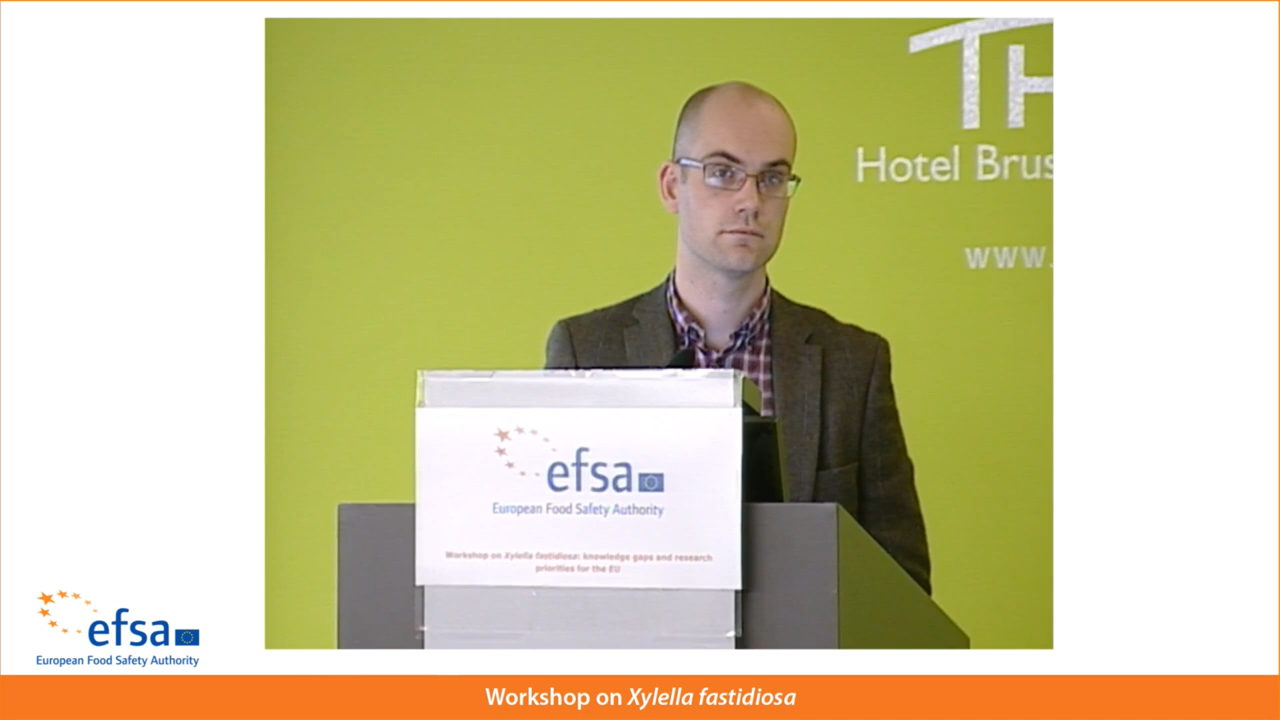 TH
Hotel Brus
www.
efsa
European Food Safety Authority
Workshop on Xylella fastidiosa: knowledge gaps and research
priorities for the EU
efsa
European Food Safety Authority
Workshop on Xylella fastidiosa